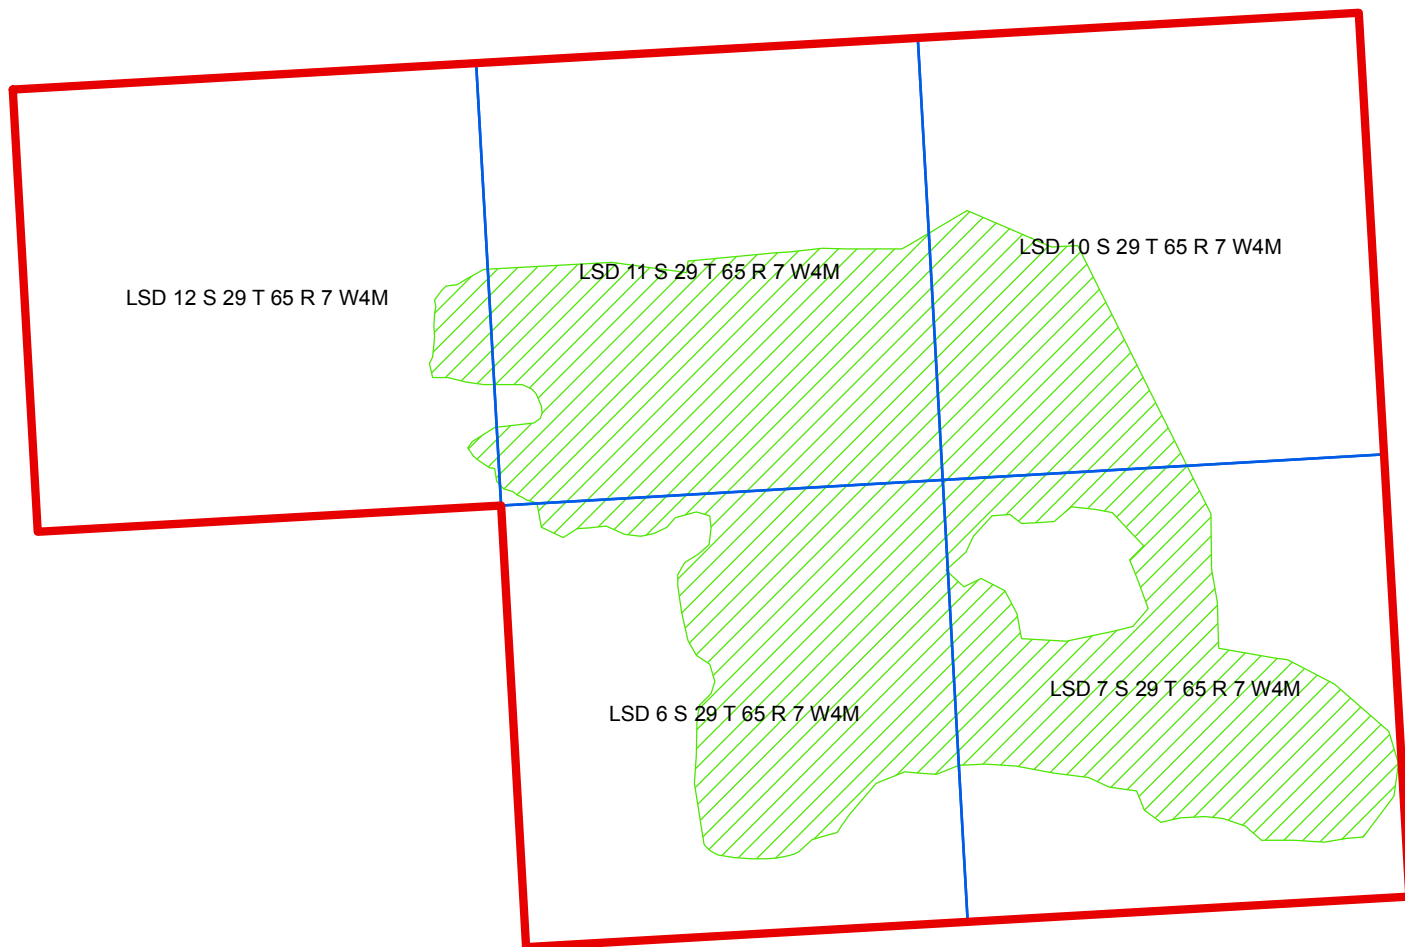 LSD 10 S 29 T 65 R 7 W4M
LSD 11 S 29 T 65 R 7 W4M
LSD 12 S 29 T 65 R 7 W4M
LSD 7 S 29 T 65 R 7 W4M
LSD 6 S 29 T 65 R 7 W4M